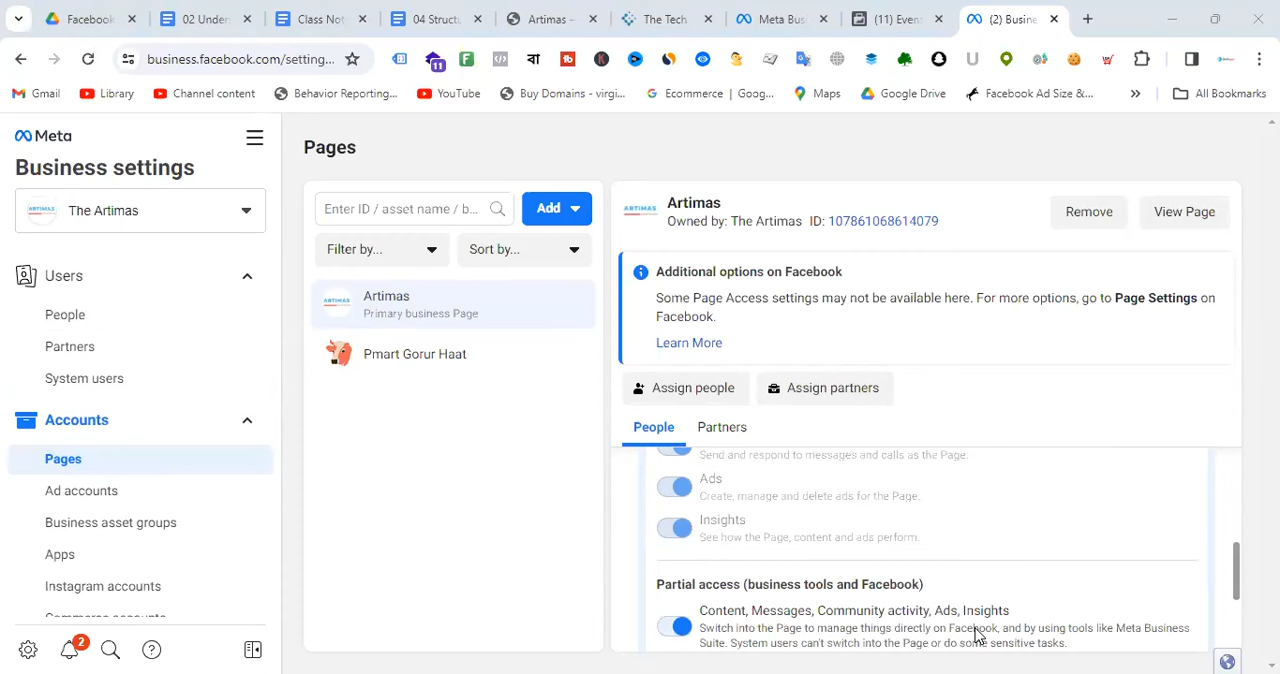 Facebook
02 Under
Class Not
04 Struct
Artimas –
The Tech
Meta Bus
(11) Even
(2) Busine
business.facebook.com/setting...
11
Gmail
Library
Channel content
Behavior Reporting...
YouTube
Buy Domains - virgi...
Ecommerce | Goog...
Maps
Google Drive
Facebook Ad Size &...
All Bookmarks
Meta
Business settings
ARTIMAS
The Artimas
Users
People
Partners
System users
Accounts
Pages
Ad accounts
Business asset groups
Apps
Instagram accounts
Commerce accounts
2
Pages
Enter ID / asset name / b...
Add
Filter by...
Sort by...
ARTIMAS
Artimas
Primary business Page
Pmart Gorur Haat
ARTIMAS
Artimas
Owned by: The Artimas ID: 107861068614079
Remove
View Page
Additional options on Facebook
Some Page Access settings may not be available here. For more options, go to Page Settings on
Facebook.
Learn More
Assign people
Assign partners
People
Partners
Send and respond to messages and calls as the Page.
Ads
Create, manage and delete ads for the Page.
Insights
See how the Page, content and ads perform.
Partial access (business tools and Facebook)
Content, Messages, Community activity, Ads, Insights
Switch into the Page to manage things directly on Facebook, and by using tools like Meta Business
Suite. System users can't switch into the Page or do some sensitive tasks.